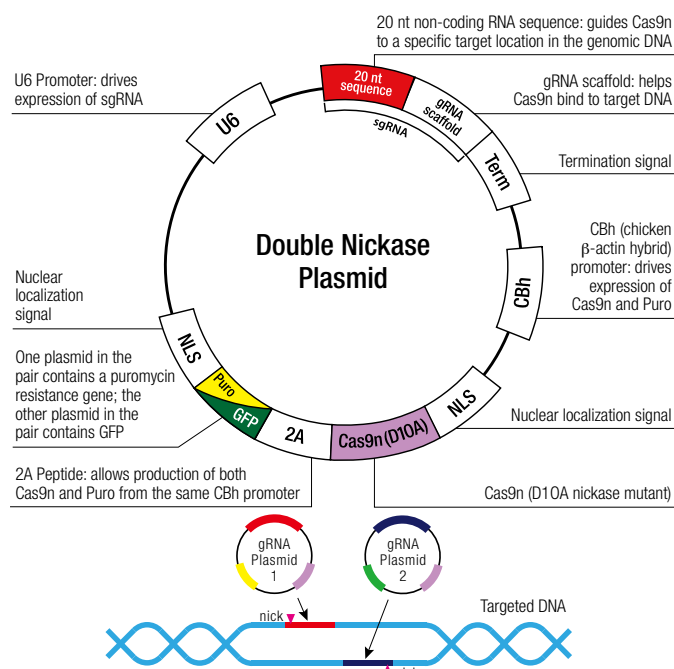 20 nt non-coding RNA sequence: guides Cas9n
to a specific target location in the genomic DNA
U6 Promoter: drives
expression of sgRNA
gRNA scaffold: helps
Cas9n bind to target DNA
20 nt
sequence
gRNA
scaffold
sgRNA
U6
Term
Termination signal
Double Nickase
Plasmid
CBh (chicken
β-actin hybrid)
promoter: drives
expression of
Cas9n and Puro
CBh
Nuclear
localization
signal
NLS
One plasmid in the
pair contains a puromycin
resistance gene; the
other plasmid in the
pair contains GFP
Puro
GFP
2A
Cas9n (D10A)
NLS
Nuclear localization signal
2A Peptide: allows production of both
Cas9n and Puro from the same CBh promoter
Cas9n (D10A nickase mutant)
gRNA
Plasmid
1
gRNA
Plasmid
2
nick
Targeted DNA